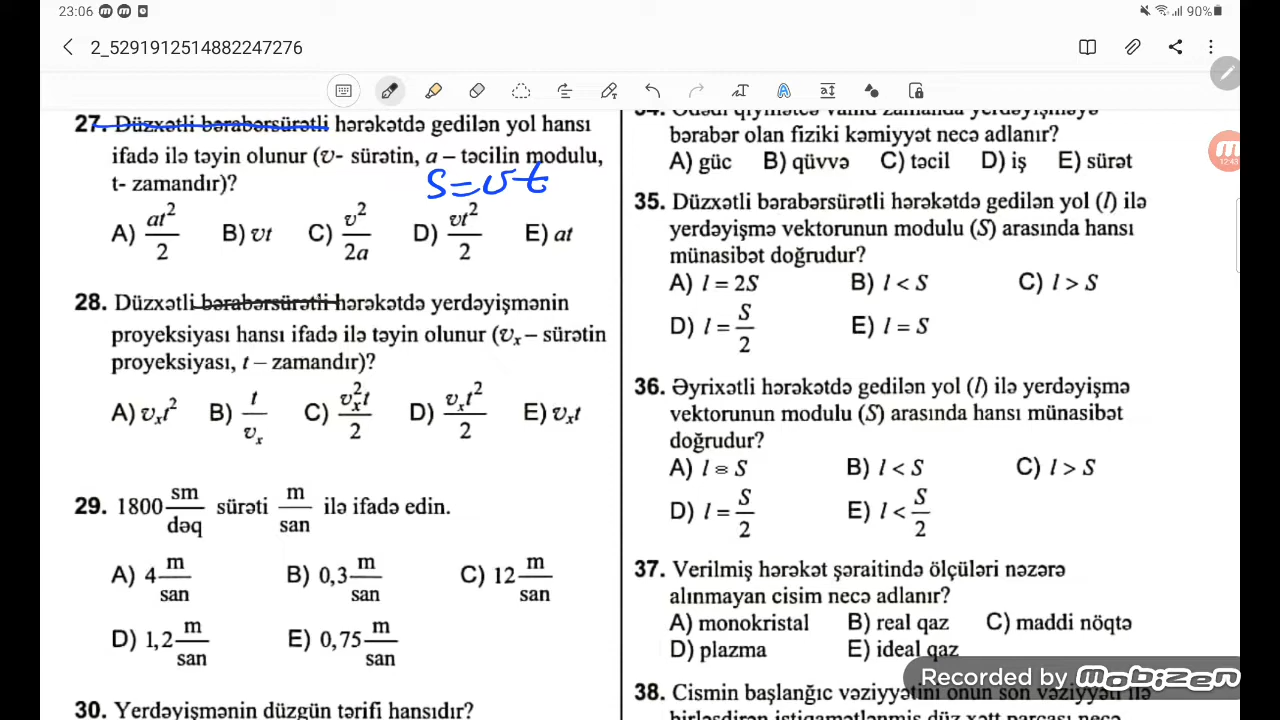 23:06
90%
2_5291912514882247276
27. Düzxətli bərabərsürətli hərəkətdə gedilən yol hansı
ifadə ilə təyin olunur (υ- sürətin, a – təcilin modulu,
t- zamandır)?
S=υt
A) at²/2 B) υt C) υ²/2a D) υt²/2 E) at
28. Düzxətli bərabərsürətli hərəkətdə yerdəyişmənin
proyeksiyası hansı ifadə ilə təyin olunur (υₓ – sürətin
proyeksiyası, t – zamandır)?
A) υₓt² B) t/υₓ C) υₓ²t/2 D) υₓt²/2 E) υₓt
29. 1800 sm/dəq sürəti m/san ilə ifadə edin.
A) 4 m/san B) 0,3 m/san C) 12 m/san
D) 1,2 m/san E) 0,75 m/san
30. Yerdəyişmənin düzgün tərifi hansıdır?
bərabər olan fiziki kəmiyyət necə adlanır?
A) güc B) qüvvə C) təcil D) iş E) sürət
35. Düzxətli bərabərsürətli hərəkətdə gedilən yol (l) ilə
yerdəyişmə vektorunun modulu (S) arasında hansı
münasibət doğrudur?
A) l = 2S B) l < S C) l > S
D) l = S/2 E) l = S
36. Əyrixətli hərəkətdə gedilən yol (l) ilə yerdəyişmə
vektorunun modulu (S) arasında hansı münasibət
doğrudur?
A) l = S B) l < S C) l > S
D) l = S/2 E) l < S/2
37. Verilmiş hərəkət şəraitində ölçüləri nəzərə
alınmayan cisim necə adlanır?
A) monokristal B) real qaz C) maddi nöqtə
D) plazma E) ideal qaz
38. Cismin başlanğıc vəziyyətini onun son vəziyyəti ilə
12:43
Recorded by mobizen